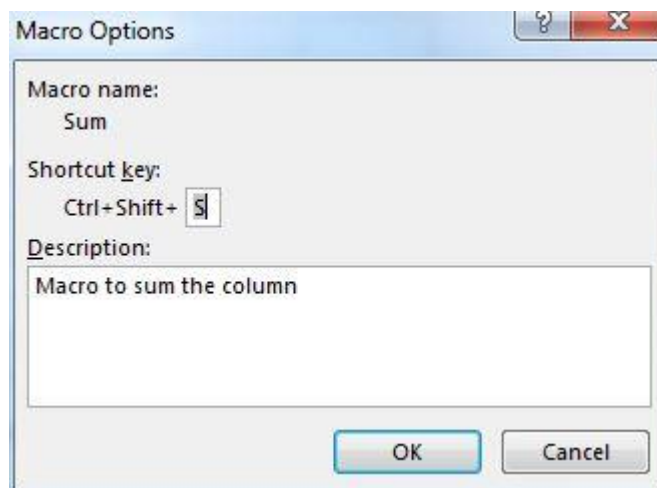 Macro Options
Macro name:
Sum
Shortcut key:
Ctrl+Shift+ S
Description:
Macro to sum the column
OK Cancel